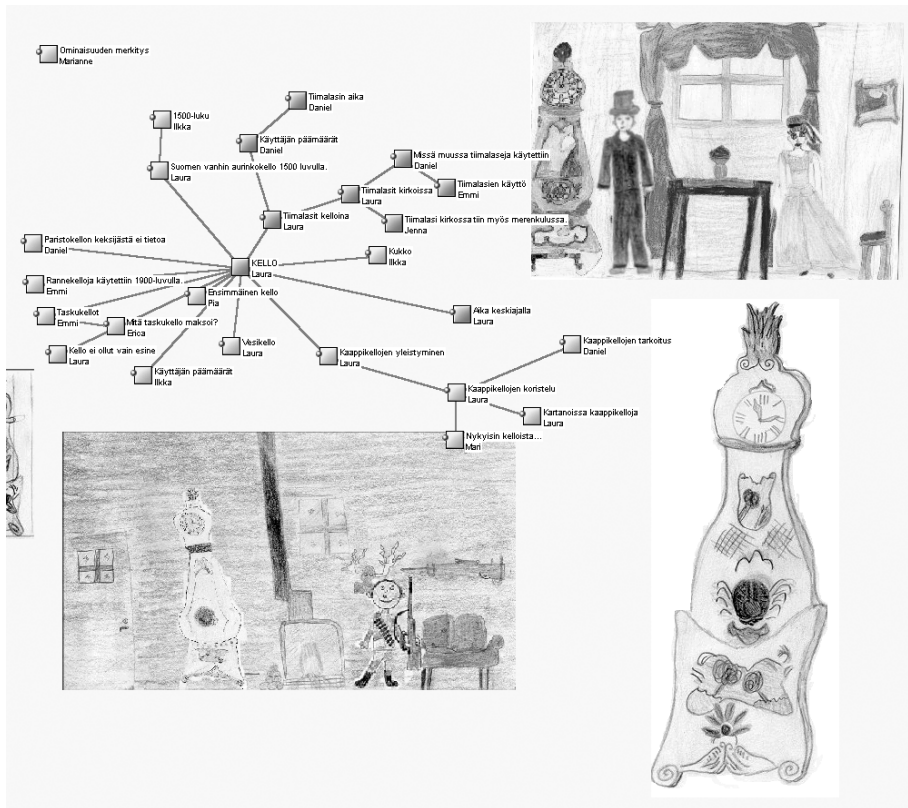 Ominaisuuden merkitys
Marianne
Tiimalasin aika
Daniel
1500-luku
Ilkka
Käyttäjän päämäärät
Daniel
Missä muussa tiimalaseja käytettiin
Daniel
Suomen vanhin aurinkokello 1500 luvulla.
Laura
Tiimalasien käyttö
Emmi
Tiimalasit kirkoissa
Laura
Tiimalasit kelloina
Laura
Tiimalasi kirkossa tiin myös merenkulussa.
Jenna
Paristokellon keksijästä ei tietoa
Daniel
Kukko
Ilkka
KELLO
Laura
Rannekelloja käytettiin 1900-luvulla.
Emmi
Ensimmäinen kello
Pia
Taskukellot
Emmi
Aika keskiajalla
Laura
Mitä taskukello maksoi?
Erica
Kaappikellojen tarkoitus
Daniel
Vesikello
Laura
Kello ei ollut vain esine
Laura
Kaappikellojen yleistyminen
Laura
Käyttäjän päämäärät
Ilkka
Kaappikellojen koristelu
Laura
Kartanoissa kaappikelloja
Laura
Nykyisin kelloista...
Mari